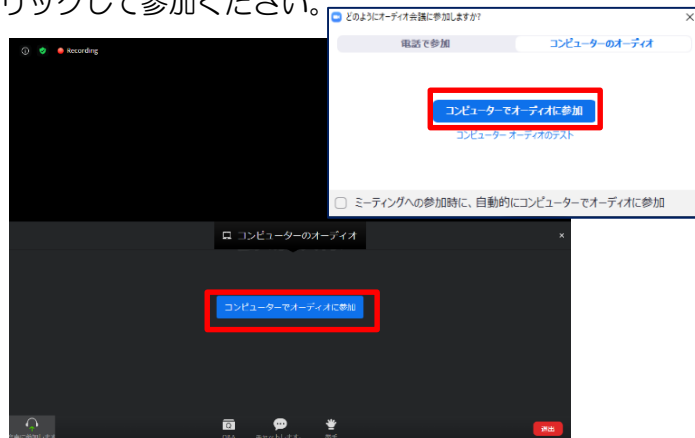 リックして参加ください。
どのようにオーディオ会議に参加しますか?
電話で参加
コンピューターのオーディオ
コンピューターでオーディオに参加
コンピューター オーディオのテスト
ミーティングへの参加時に、自動的にコンピューターでオーディオに参加
Recording
コンピューターのオーディオ
コンピューターでオーディオに参加
退出